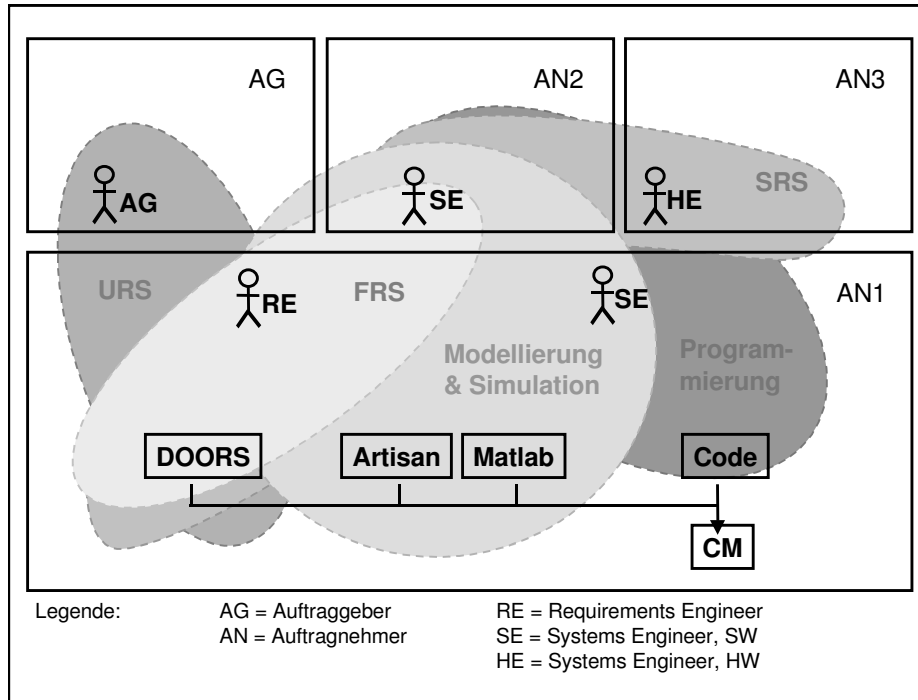 AG
AN2
AN3
AG
SE
HE
SRS
AN1
URS
RE
FRS
SE
Modellierung
& Simulation
Program-
mierung
DOORS
Artisan
Matlab
Code
CM
Legende:
AG = Auftraggeber
AN = Auftragnehmer
RE = Requirements Engineer
SE = Systems Engineer, SW
HE = Systems Engineer, HW